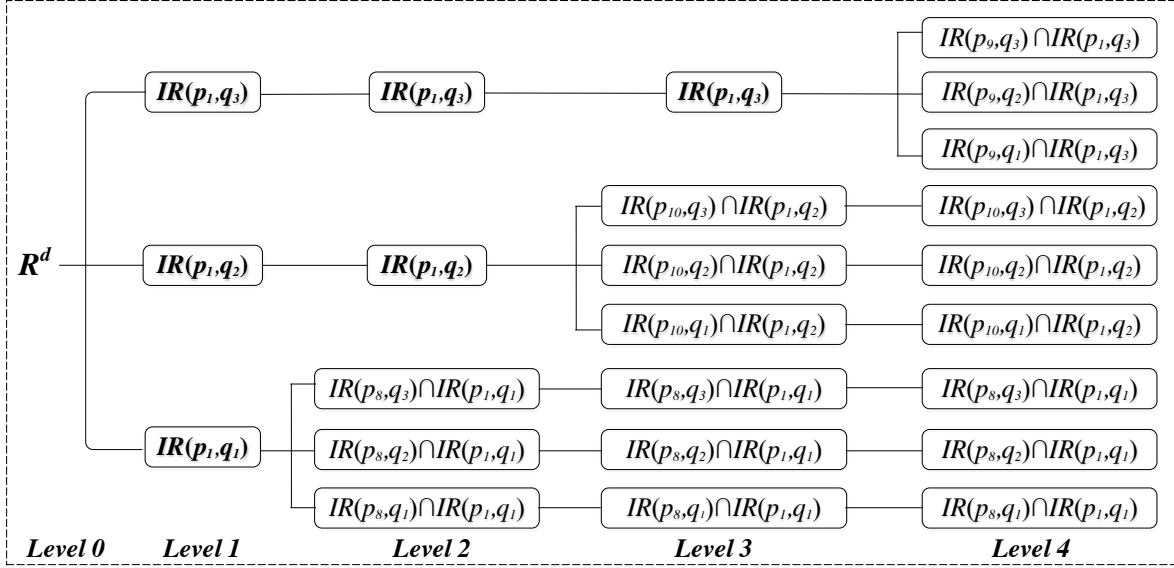 IR(p₉,q₃) ∩IR(p₁,q₃)
IR(p₁,q₃) IR(p₁,q₃) IR(p₁,q₃) IR(p₉,q₂)∩IR(p₁,q₃)
IR(p₉,q₁)∩IR(p₁,q₃)
IR(p₁₀,q₃) ∩IR(p₁,q₂) IR(p₁₀,q₃) ∩IR(p₁,q₂)
Rᵈ IR(p₁,q₂) IR(p₁,q₂) IR(p₁₀,q₂)∩IR(p₁,q₂) IR(p₁₀,q₂)∩IR(p₁,q₂)
IR(p₁₀,q₁)∩IR(p₁,q₂) IR(p₁₀,q₁)∩IR(p₁,q₂)
IR(p₈,q₃)∩IR(p₁,q₁) IR(p₈,q₃)∩IR(p₁,q₁) IR(p₈,q₃)∩IR(p₁,q₁)
IR(p₁,q₁) IR(p₈,q₂)∩IR(p₁,q₁) IR(p₈,q₂)∩IR(p₁,q₁) IR(p₈,q₂)∩IR(p₁,q₁)
IR(p₈,q₁)∩IR(p₁,q₁) IR(p₈,q₁)∩IR(p₁,q₁) IR(p₈,q₁)∩IR(p₁,q₁)
Level 0 Level 1 Level 2 Level 3 Level 4